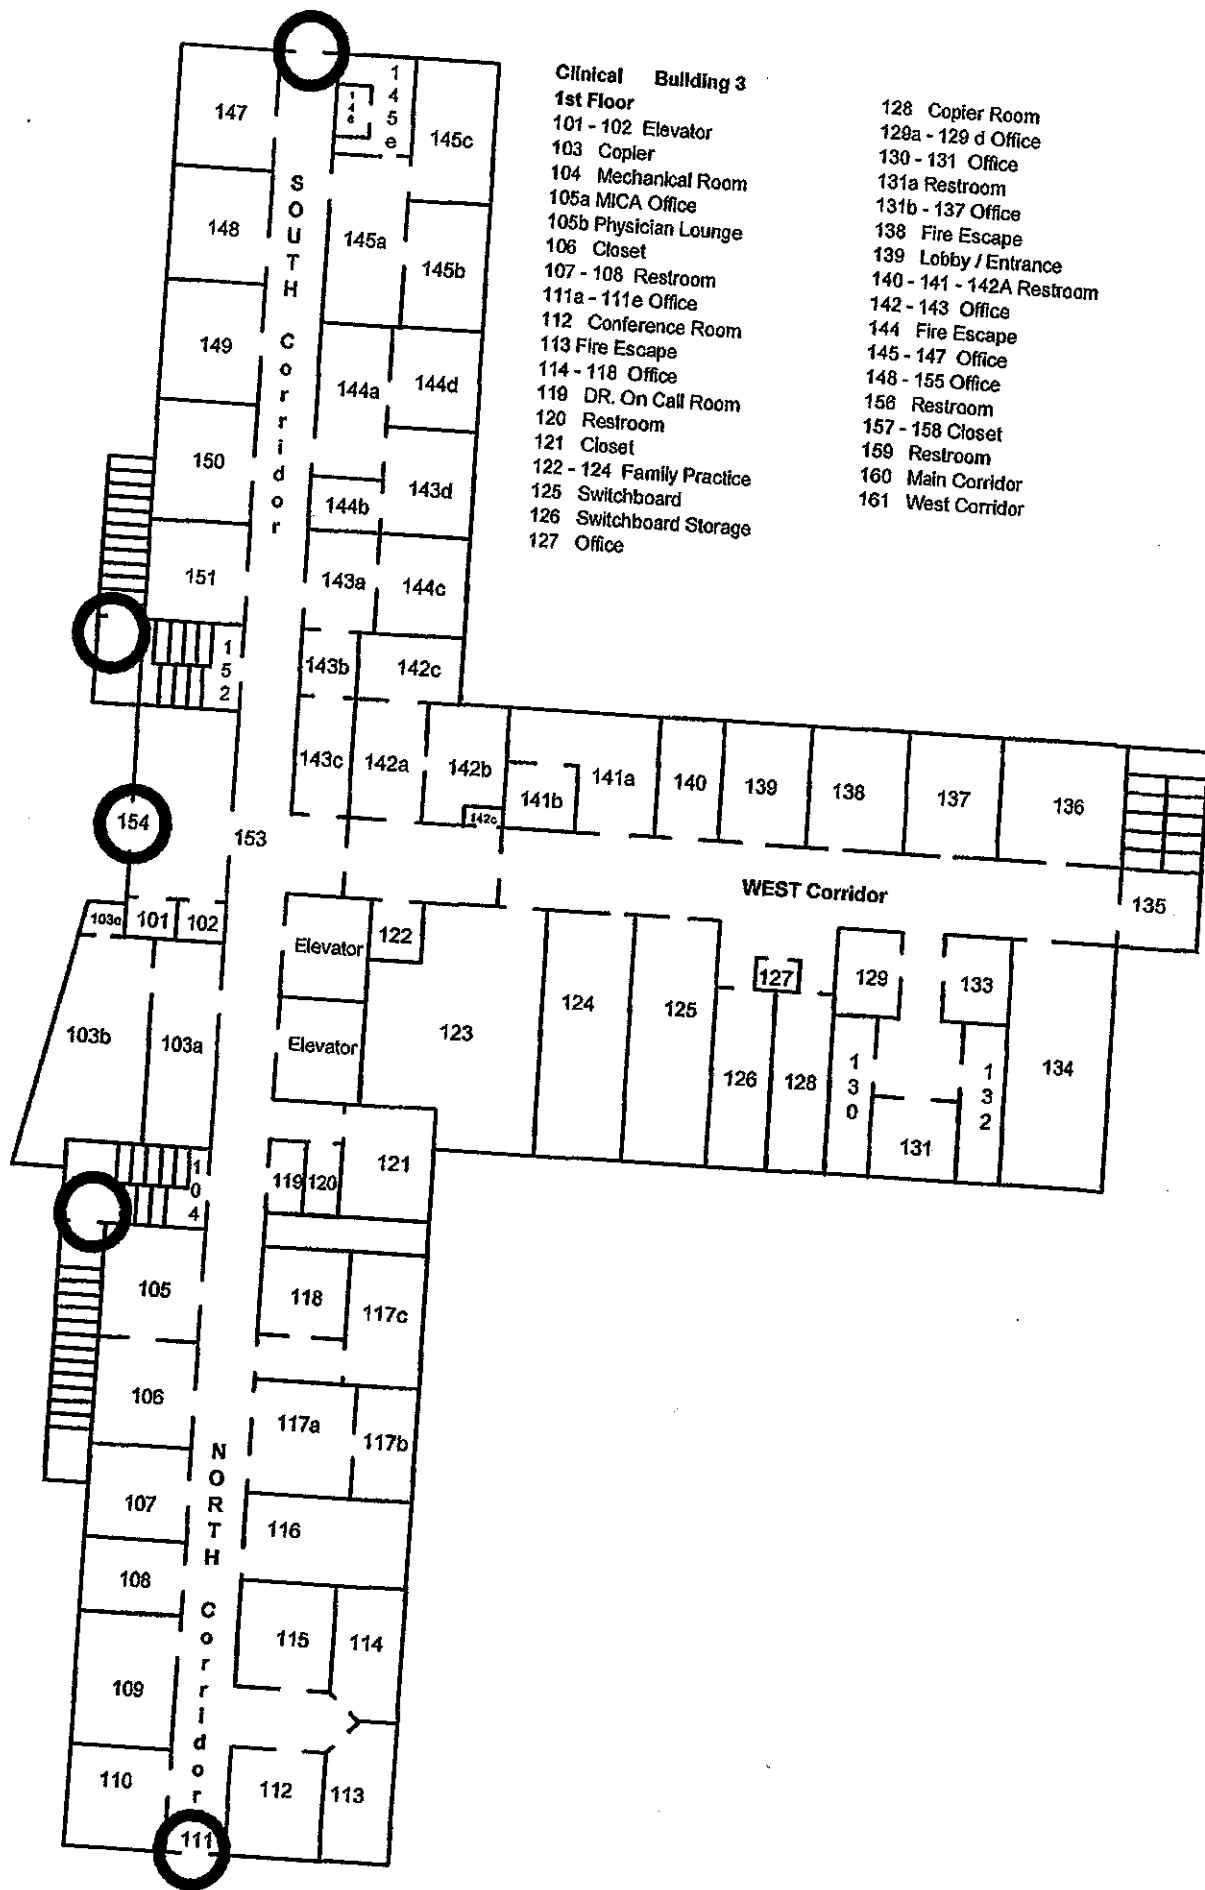 Clinical Building 3
1st Floor
101 - 102 Elevator
103 Copier
104 Mechanical Room
105a MICA Office
105b Physician Lounge
106 Closet
107 - 108 Restroom
111a - 111e Office
112 Conference Room
113 Fire Escape
114 - 118 Office
119 DR. On Call Room
120 Restroom
121 Closet
122 - 124 Family Practice
125 Switchboard
126 Switchboard Storage
127 Office
128 Copier Room
129a - 129 d Office
130 - 131 Office
131a Restroom
131b - 137 Office
138 Fire Escape
139 Lobby / Entrance
140 - 141 - 142A Restroom
142 - 143 Office
144 Fire Escape
145 - 147 Office
148 - 155 Office
156 Restroom
157 - 158 Closet
159 Restroom
160 Main Corridor
161 West Corridor
147
145e
145c
148
SOUTH Corridor
145a
145b
149
144a
144d
150
144b
143d
151
143a
144c
152
143b
142c
143c
142a
142b
142c
141b
141a
140
139
138
137
136
154
153
WEST Corridor
135
101
102
Elevator
122
127
129
133
103b
103a
Elevator
123
124
125
126
128
130
131
132
134
104
119
120
121
105
118
117c
106
117a
117b
NORTH Corridor
107
116
108
115
114
109
110
112
113
111